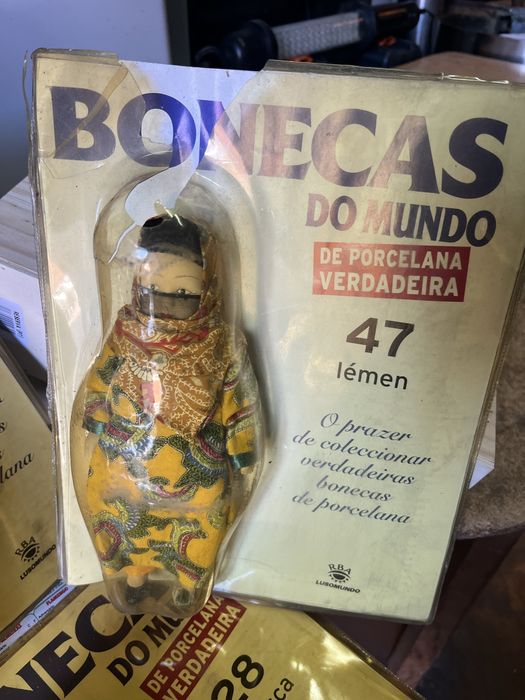 BONECAS
DO MUNDO
DE PORCELANA
VERDADEIRA
47
Iémen
O prazer
de coleccionar
verdadeiras
bonecas
de porcelana
RBA
LUSOMUNDO
RBA
LUSOMUNDO
DO
DE PORCELANA
VERDADEIRA
28